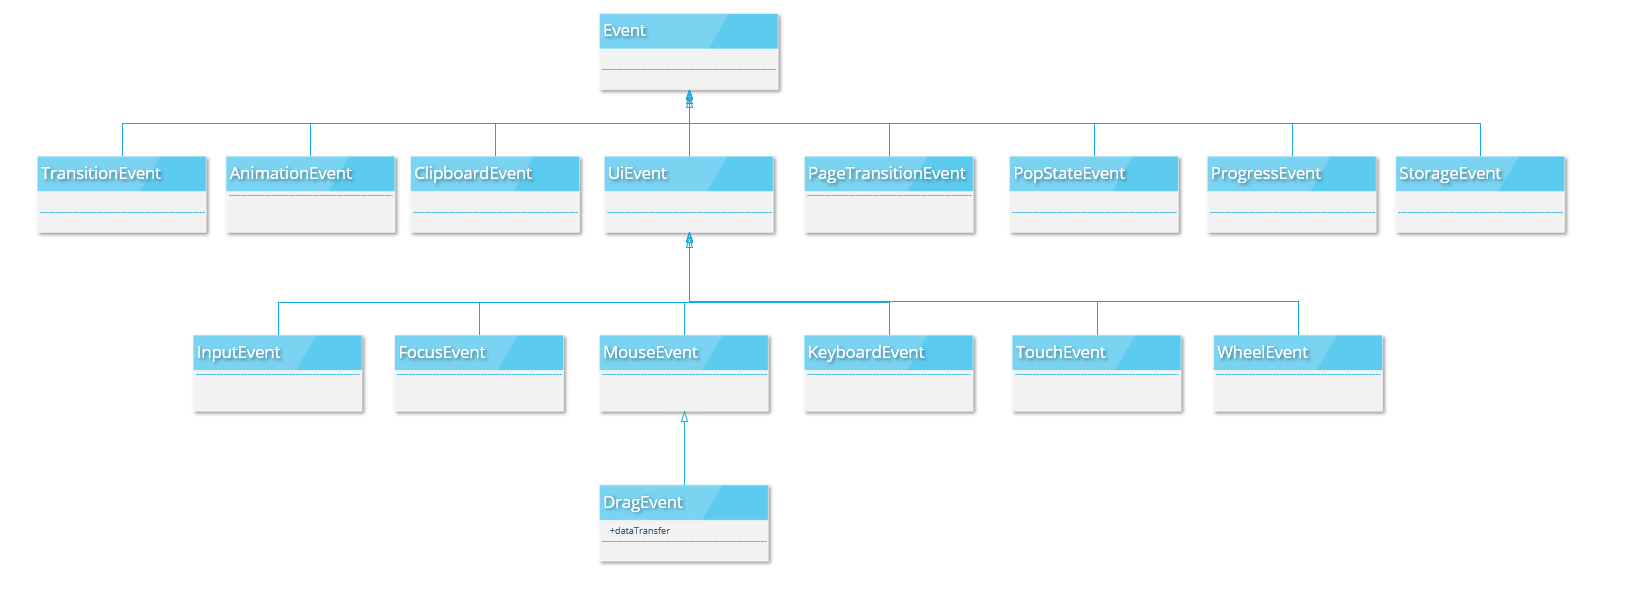 Event
TransitionEvent
AnimationEvent
ClipboardEvent
UiEvent
PageTransitionEvent
PopStateEvent
ProgressEvent
StorageEvent
InputEvent
FocusEvent
MouseEvent
KeyboardEvent
TouchEvent
WheelEvent
DragEvent
+dataTransfer